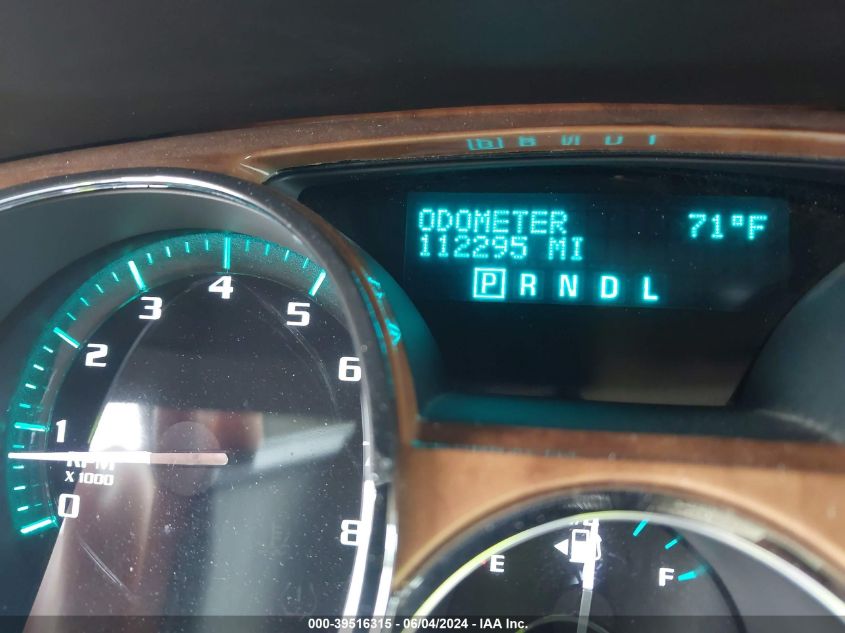 ODOMETER 71°F
112295 MI
P R N D L
4
3 5
2
6
1
RPM
X 1000
0
8
E F
000-39516315 - 06/04/2024 - IAA Inc.